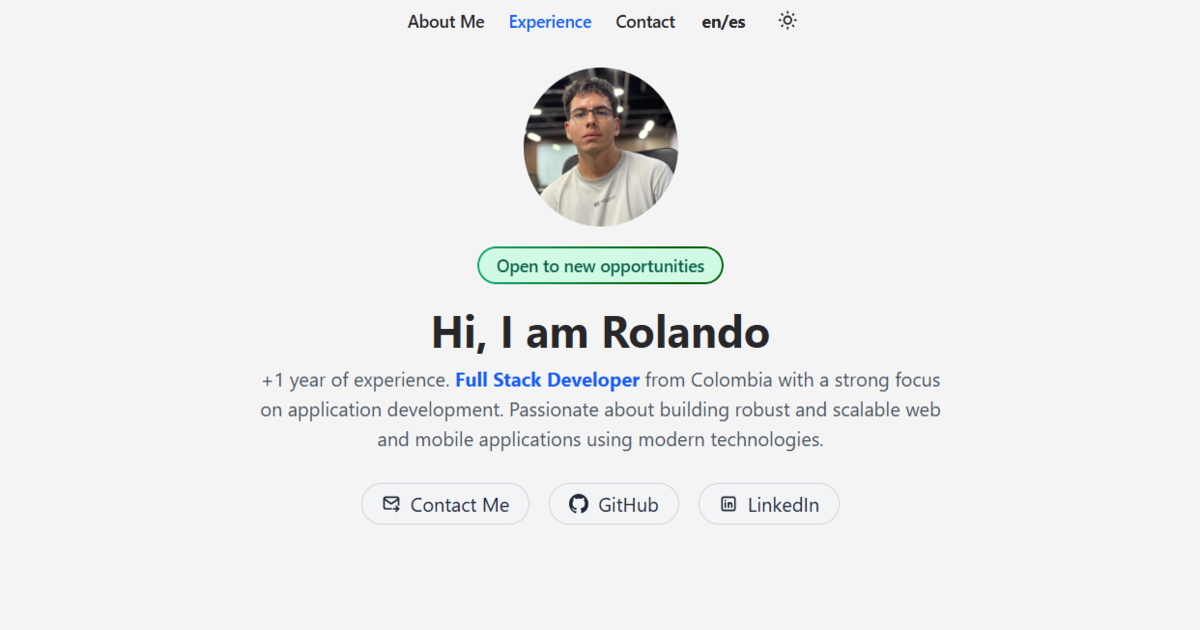 About Me Experience Contact en/es
Open to new opportunities
Hi, I am Rolando
+1 year of experience. Full Stack Developer from Colombia with a strong focus
on application development. Passionate about building robust and scalable web
and mobile applications using modern technologies.
Contact Me GitHub LinkedIn